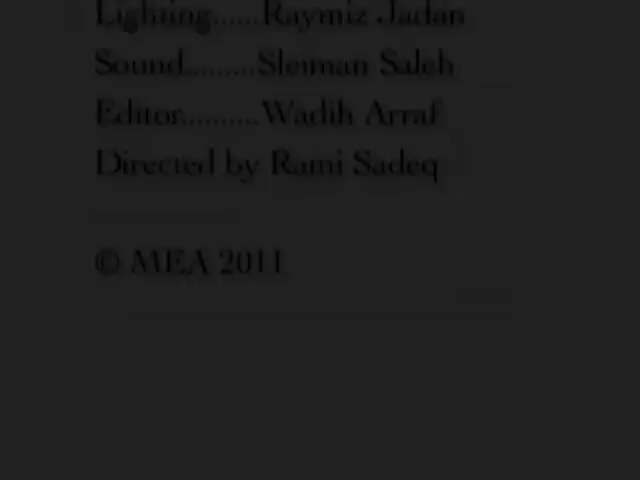 Lighting......Raymiz Jadan
Sound.........Sleiman Saleh
Editor..........Wadih Arraf
Directed by Rami Sadeq
© MEA 2011